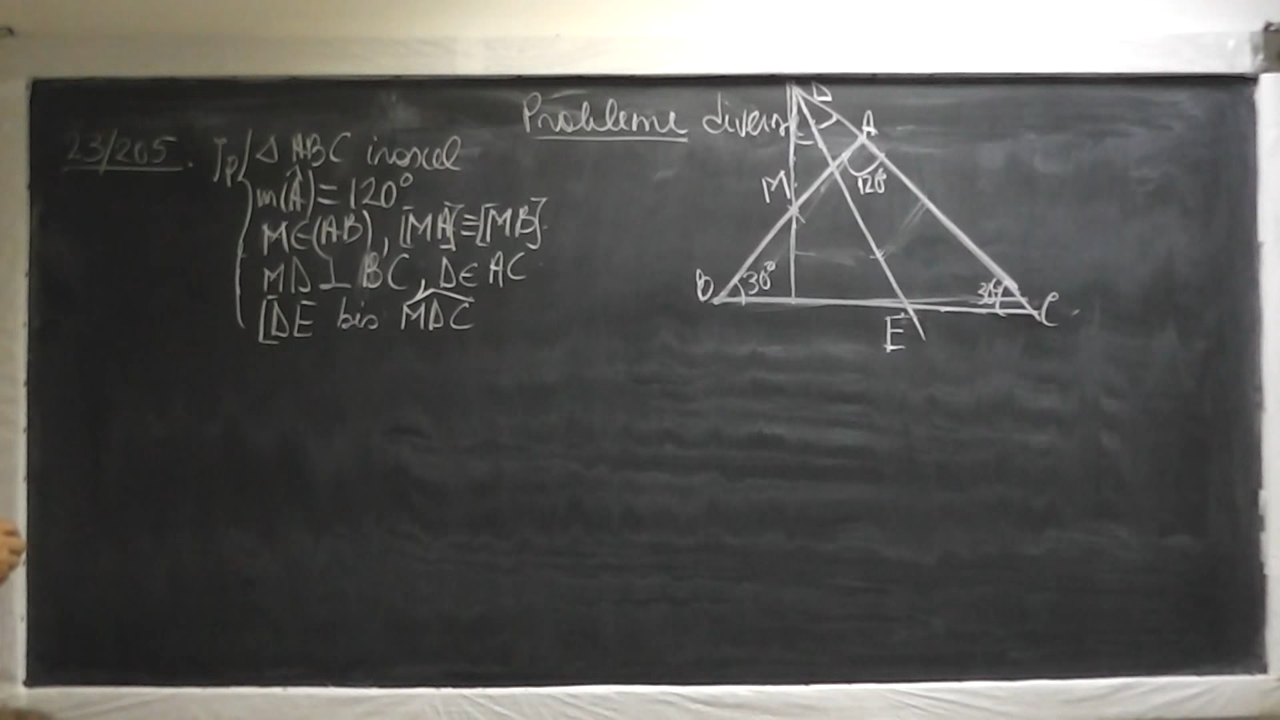 Probleme diverse
23/205. Ip/ Δ ABC isoscel
m(Â) = 120°
M∈(AB), [MA]≡[MB].
MD ⊥ BC, D∈ AC
[DE bis MDC
D
A
120°
M
B
30°
30°
C
E